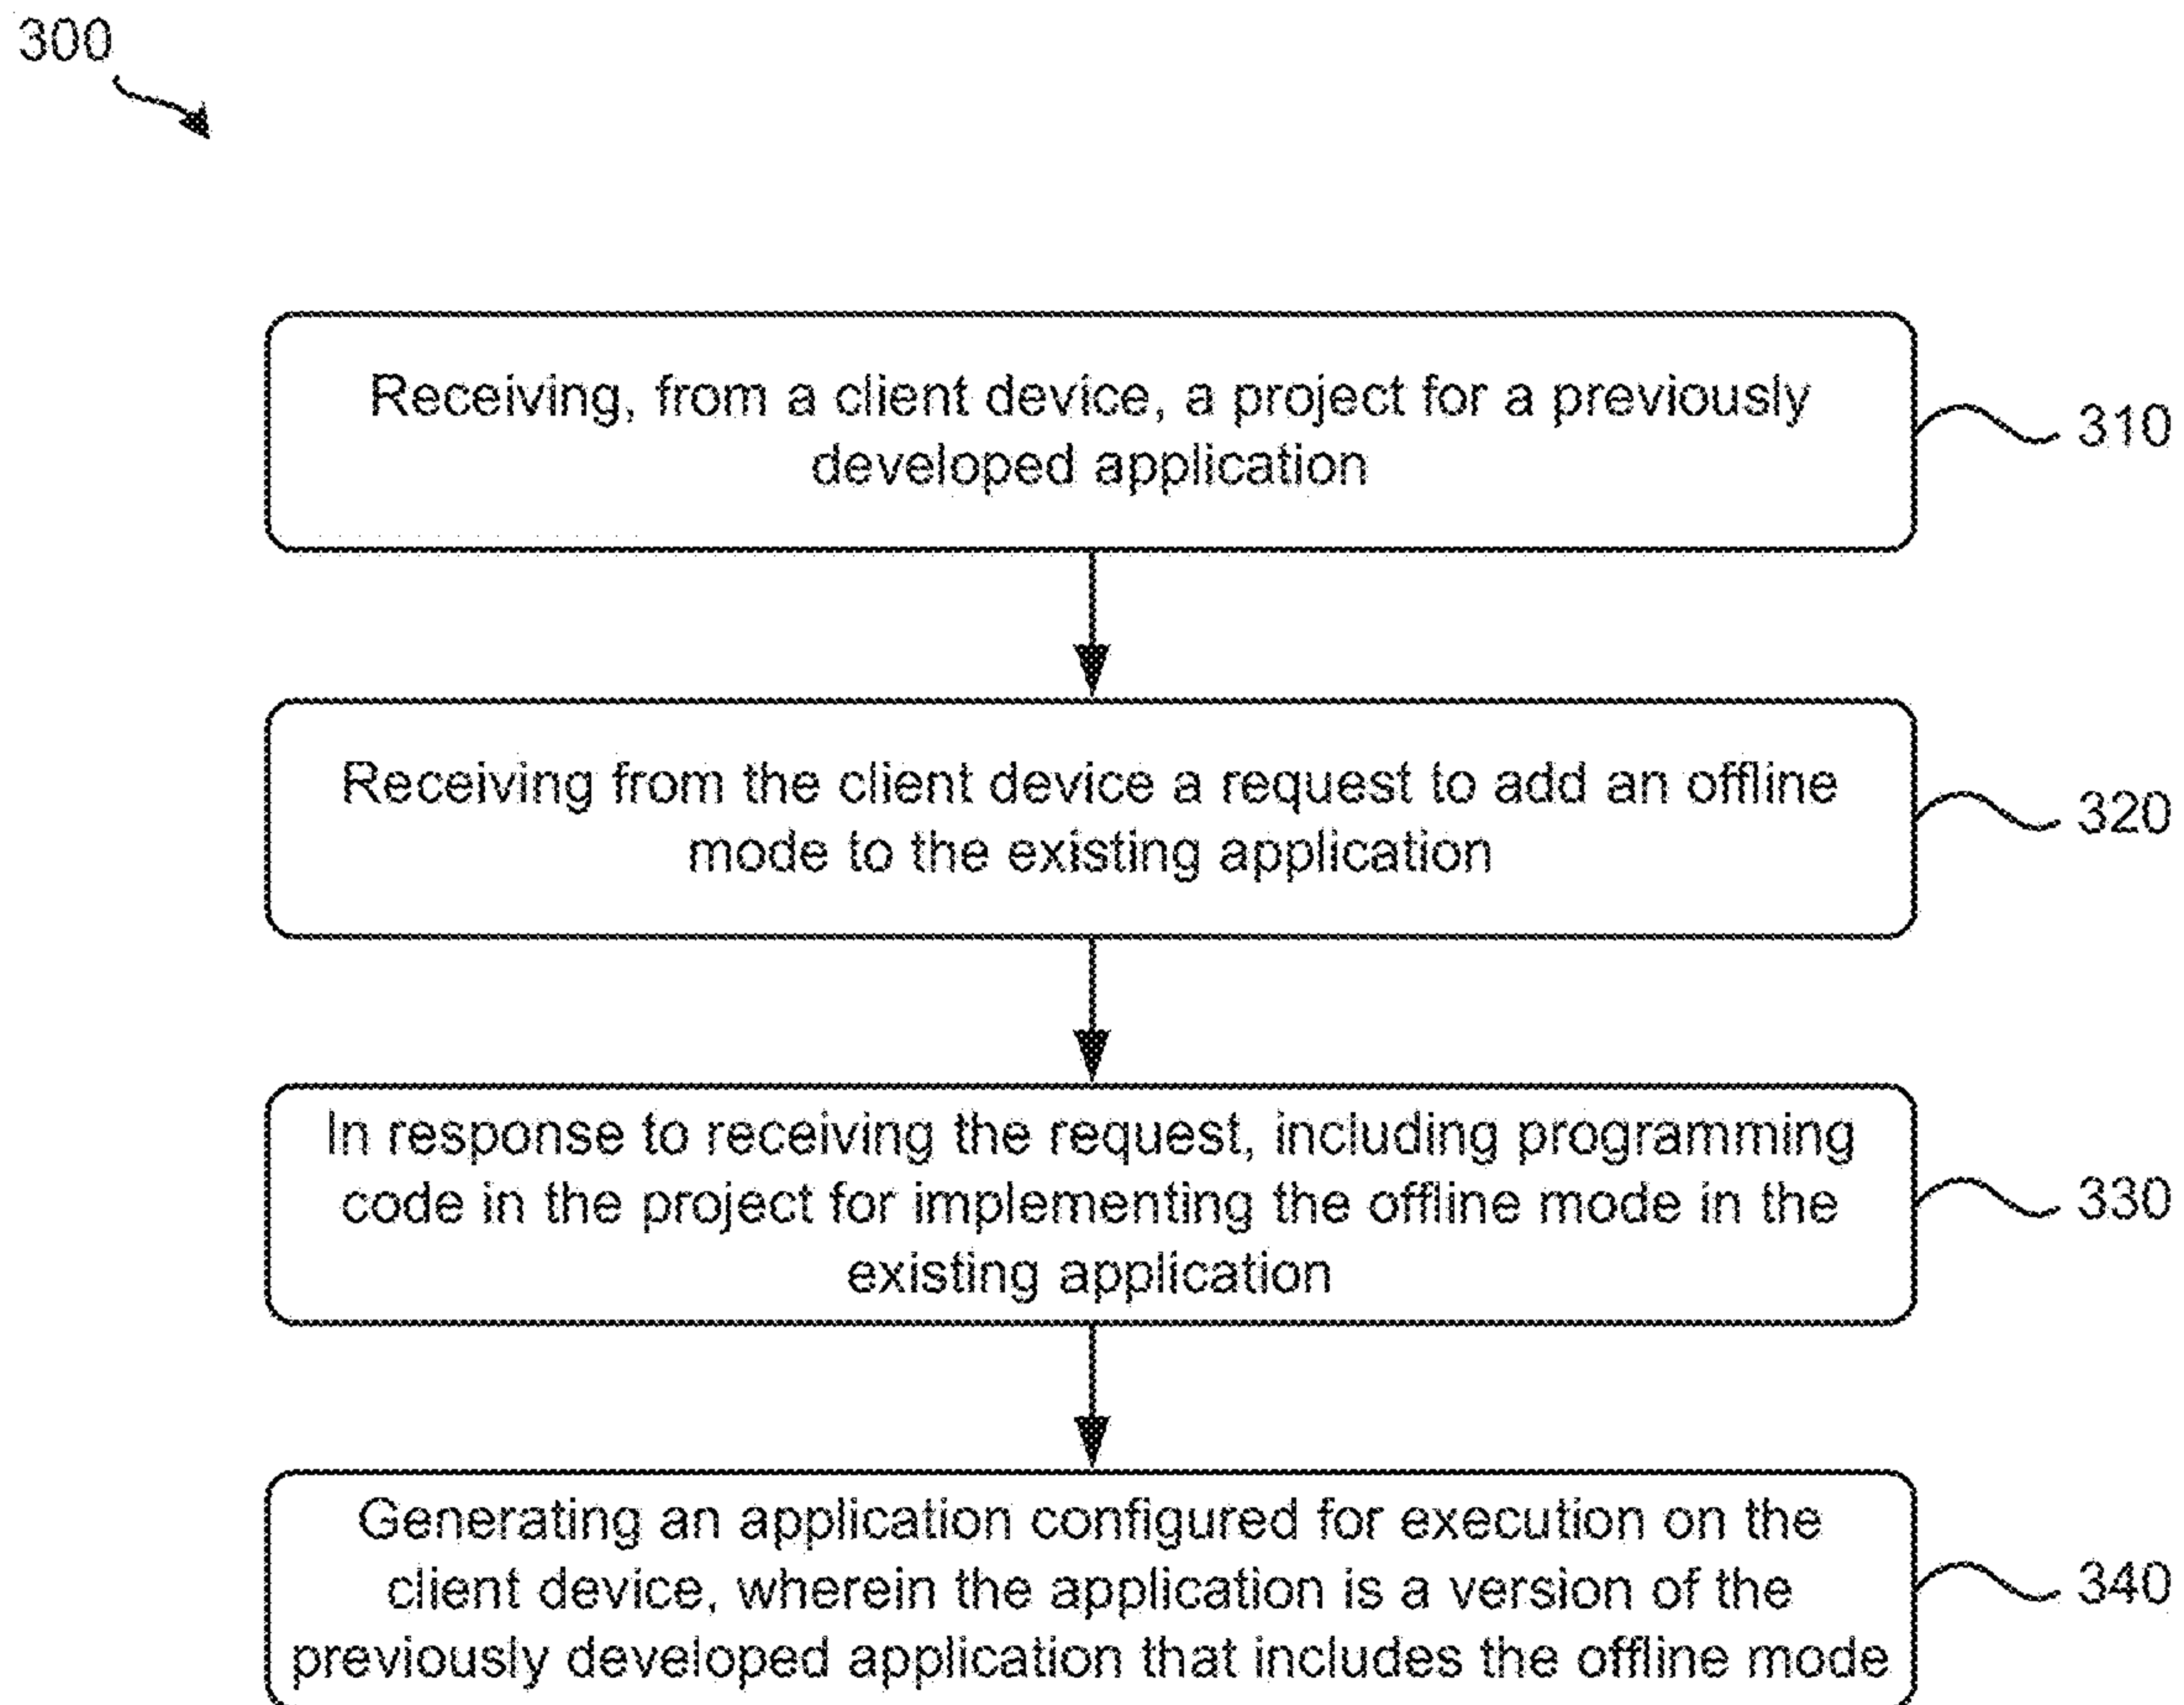 300
Receiving, from a client device, a project for a previously
developed application
310
Receiving from the client device a request to add an offline
mode to the existing application
320
In response to receiving the request, including programming
code in the project for implementing the offline mode in the
existing application
330
Generating an application configured for execution on the
client device, wherein the application is a version of the
previously developed application that includes the offline mode
340